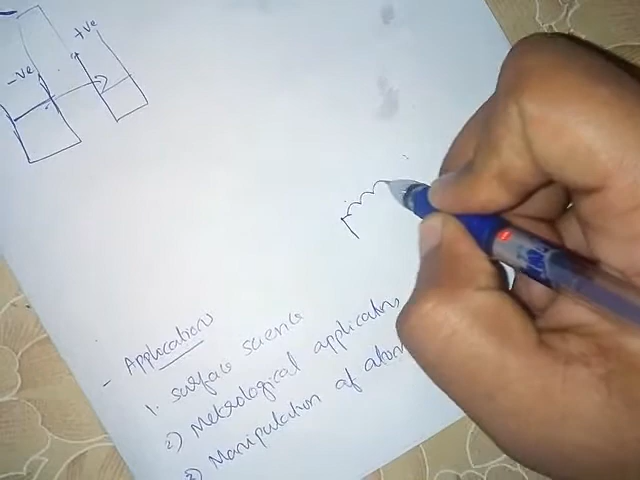 +ve
-ve
- Applications
1. Surface science
2) Metrological applications
3) Manipulation of atom